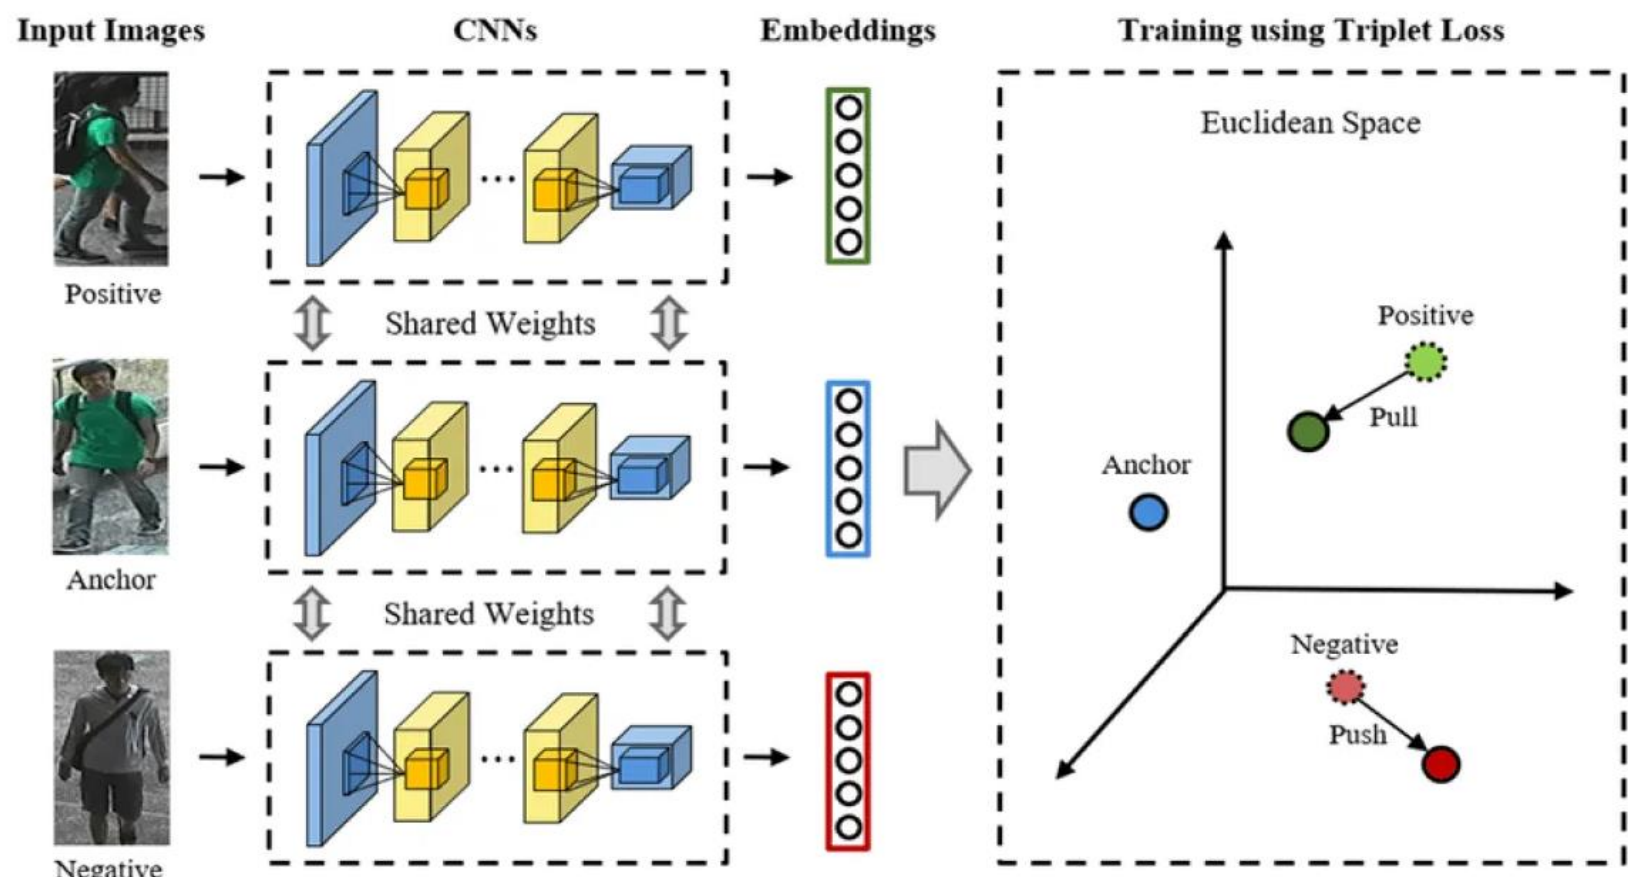 Input Images
CNNs
Embeddings
Training using Triplet Loss
Euclidean Space
Positive
Shared Weights
Positive
Pull
Anchor
Anchor
Shared Weights
Negative
Push
Negative